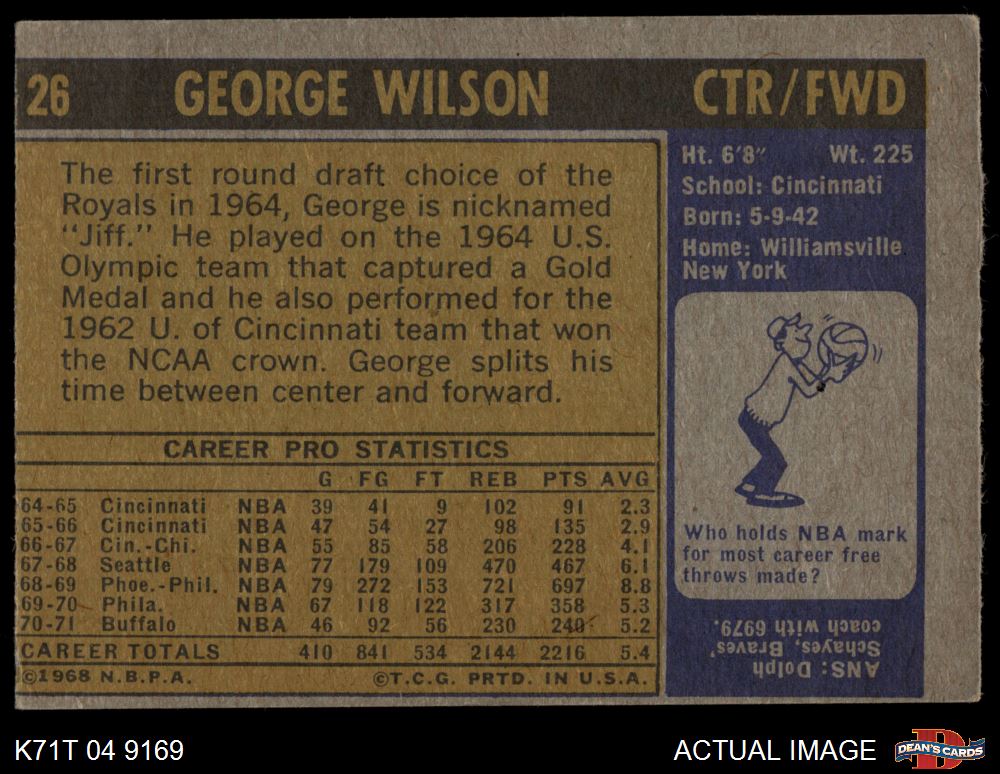 26 GEORGE WILSON CTR/FWD
The first round draft choice of the
Royals in 1964, George is nicknamed
"Jiff." He played on the 1964 U.S.
Olympic team that captured a Gold
Medal and he also performed for the
1962 U. of Cincinnati team that won
the NCAA crown. George splits his
time between center and forward.
CAREER PRO STATISTICS
G FG FT REB PTS AVG
64-65 Cincinnati NBA 39 41 9 102 91 2.3
65-66 Cincinnati NBA 47 54 27 98 135 2.9
66-67 Cin.-Chi. NBA 55 85 58 206 228 4.1
67-68 Seattle NBA 77 179 109 470 467 6.1
68-69 Phoe.-Phil. NBA 79 272 153 721 697 8.8
69-70 Phila. NBA 67 118 122 317 358 5.3
70-71 Buffalo NBA 46 92 56 230 240 5.2
CAREER TOTALS 410 841 534 2144 2216 5.4
©1968 N.B.P.A. ©T.C.G. PRTD. IN U.S.A.
Ht. 6'8" Wt. 225
School: Cincinnati
Born: 5-9-42
Home: Williamsville
New York
Who holds NBA mark
for most career free
throws made?
ANS: Dolph
Schayes, Braves'
coach with 6979.
K71T 04 9169 ACTUAL IMAGE DEAN'S CARDS